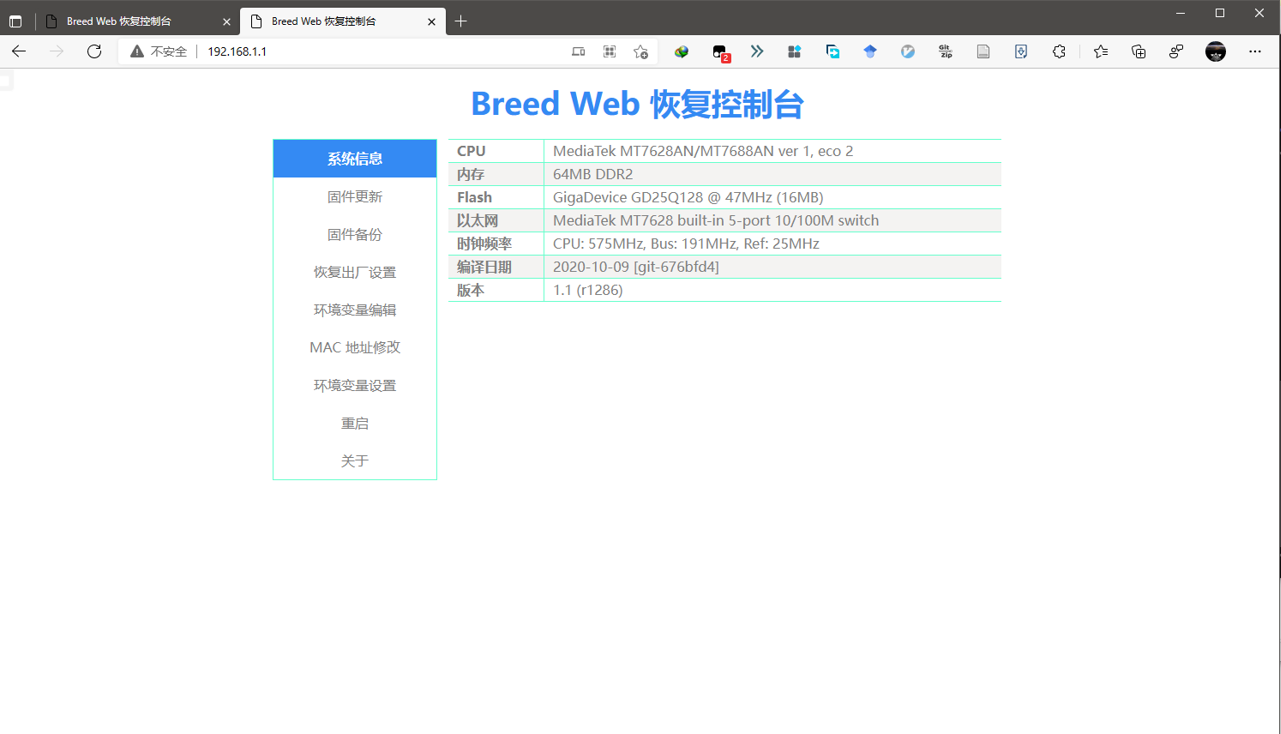 Breed Web 恢复控制台
Breed Web 恢复控制台
不安全
192.168.1.1
2
Git
Zip
Breed Web 恢复控制台
系统信息
固件更新
固件备份
恢复出厂设置
环境变量编辑
MAC 地址修改
环境变量设置
重启
关于
CPU MediaTek MT7628AN/MT7688AN ver 1, eco 2
内存 64MB DDR2
Flash GigaDevice GD25Q128 @ 47MHz (16MB)
以太网 MediaTek MT7628 built-in 5-port 10/100M switch
时钟频率 CPU: 575MHz, Bus: 191MHz, Ref: 25MHz
编译日期 2020-10-09 [git-676bfd4]
版本 1.1 (r1286)